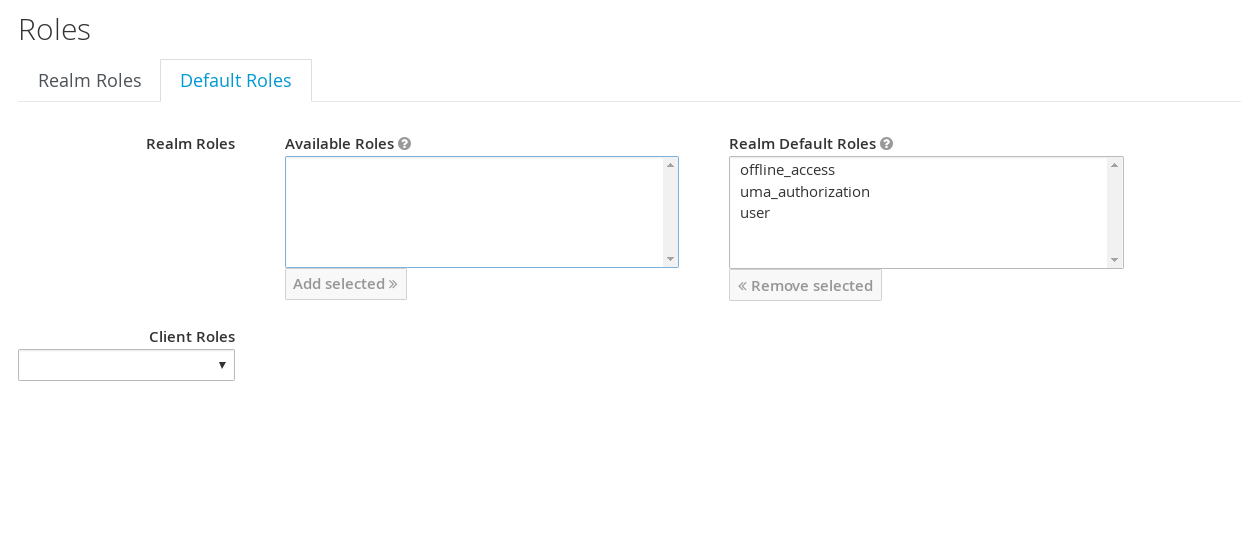 Roles
Realm Roles
Default Roles
Realm Roles
Available Roles
Realm Default Roles
offline_access
uma_authorization
user
Add selected »
« Remove selected
Client Roles